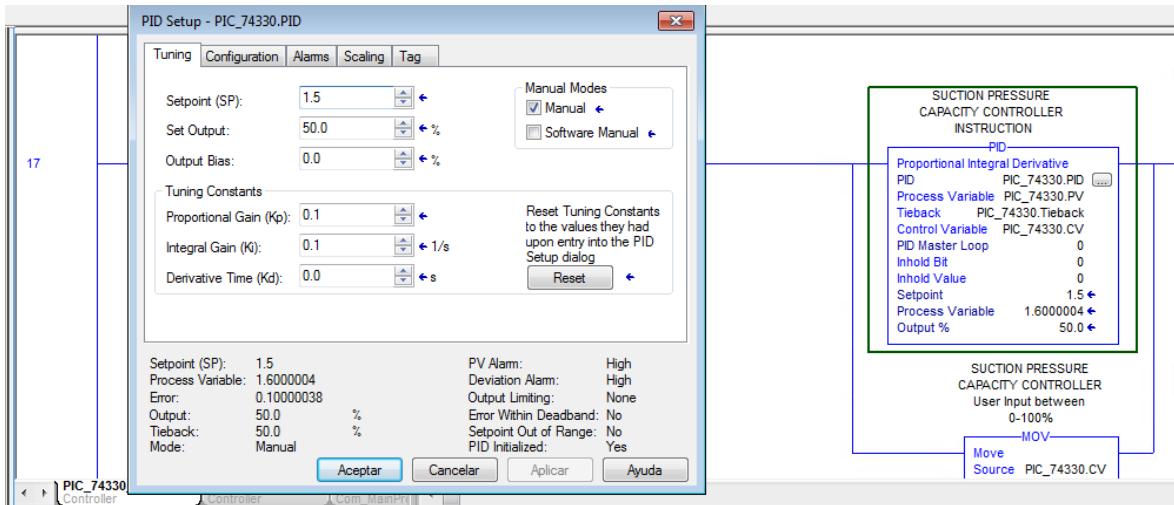 PID Setup - PIC_74330.PID
Tuning Configuration Alarms Scaling Tag
Setpoint (SP): 1.5
Set Output: 50.0 %
Output Bias: 0.0 %
Manual Modes
Manual
Software Manual
Tuning Constants
Proportional Gain (Kp): 0.1
Integral Gain (Ki): 0.1 1/s
Derivative Time (Kd): 0.0 s
Reset Tuning Constants
to the values they had
upon entry into the PID
Setup dialog
Reset
Setpoint (SP): 1.5
Process Variable: 1.6000004
Error: 0.10000038
Output: 50.0 %
Tieback: 50.0 %
Mode: Manual
PV Alarm: High
Deviation Alarm: High
Output Limiting: None
Error Within Deadband: No
Setpoint Out of Range: No
PID Initialized: Yes
Aceptar Cancelar Aplicar Ayuda
17
SUCTION PRESSURE
CAPACITY CONTROLLER
INSTRUCTION
PID
Proportional Integral Derivative
PID PIC_74330.PID ...
Process Variable PIC_74330.PV
Tieback PIC_74330.Tieback
Control Variable PIC_74330.CV
PID Master Loop 0
Inhold Bit 0
Inhold Value 0
Setpoint 1.5
Process Variable 1.6000004
Output % 50.0
SUCTION PRESSURE
CAPACITY CONTROLLER
User Input between
0-100%
MOV
Move
Source PIC_74330.CV
PIC_74330
Controller
Controller